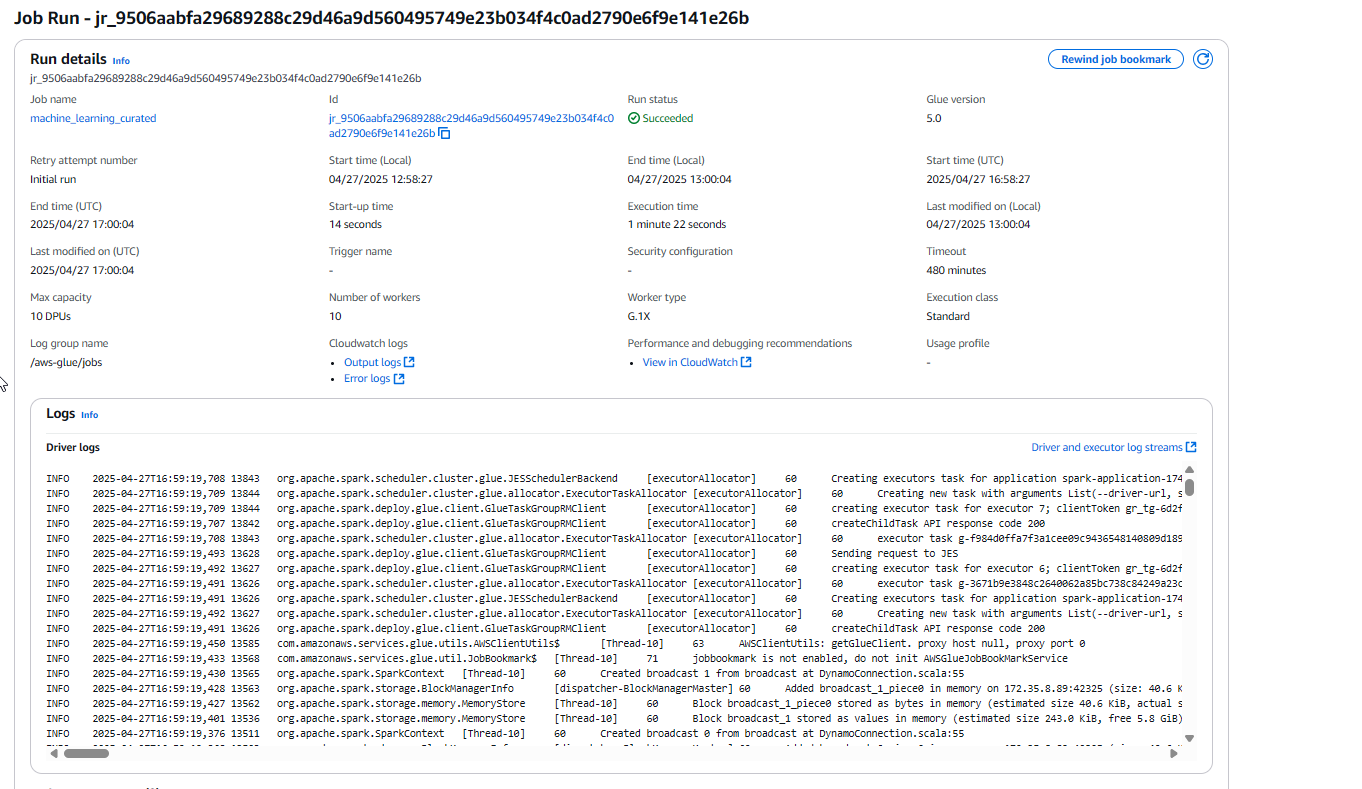 Job Run - jr_9506aabfa29689288c29d46a9d560495749e23b034f4c0ad2790e6f9e141e26b
Run details Info
Rewind job bookmark
jr_9506aabfa29689288c29d46a9d560495749e23b034f4c0ad2790e6f9e141e26b
Job name Id Run status Glue version
machine_learning_curated jr_9506aabfa29689288c29d46a9d560495749e23b034f4c0 Succeeded 5.0
ad2790e6f9e141e26b
Retry attempt number Start time (Local) End time (Local) Start time (UTC)
Initial run 04/27/2025 12:58:27 04/27/2025 13:00:04 2025/04/27 16:58:27
End time (UTC) Start-up time Execution time Last modified on (Local)
2025/04/27 17:00:04 14 seconds 1 minute 22 seconds 04/27/2025 13:00:04
Last modified on (UTC) Trigger name Security configuration Timeout
2025/04/27 17:00:04 - - 480 minutes
Max capacity Number of workers Worker type Execution class
10 DPUs 10 G.1X Standard
Log group name Cloudwatch logs Performance and debugging recommendations Usage profile
/aws-glue/jobs • Output logs • View in CloudWatch -
• Error logs
Logs Info
Driver logs Driver and executor log streams
INFO 2025-04-27T16:59:19,708 13843 org.apache.spark.scheduler.cluster.glue.JESSchedulerBackend [executorAllocator] 60 Creating executors task for application spark-application-174
INFO 2025-04-27T16:59:19,709 13844 org.apache.spark.scheduler.cluster.glue.allocator.ExecutorTaskAllocator [executorAllocator] 60 Creating new task with arguments List(--driver-url, s
INFO 2025-04-27T16:59:19,709 13844 org.apache.spark.deploy.glue.client.GlueTaskGroupRMClient [executorAllocator] 60 creating executor task for executor 7; clientToken gr_tg-6d2f
INFO 2025-04-27T16:59:19,707 13842 org.apache.spark.deploy.glue.client.GlueTaskGroupRMClient [executorAllocator] 60 createChildTask API response code 200
INFO 2025-04-27T16:59:19,708 13843 org.apache.spark.scheduler.cluster.glue.allocator.ExecutorTaskAllocator [executorAllocator] 60 executor task g-f984d0ffa7f3a1cee09c9436548140809d189
INFO 2025-04-27T16:59:19,493 13628 org.apache.spark.deploy.glue.client.GlueTaskGroupRMClient [executorAllocator] 60 Sending request to JES
INFO 2025-04-27T16:59:19,492 13627 org.apache.spark.deploy.glue.client.GlueTaskGroupRMClient [executorAllocator] 60 creating executor task for executor 6; clientToken gr_tg-6d2f
INFO 2025-04-27T16:59:19,491 13626 org.apache.spark.scheduler.cluster.glue.allocator.ExecutorTaskAllocator [executorAllocator] 60 executor task g-3671b9e3848c2640062a85bc738c84249a23c
INFO 2025-04-27T16:59:19,491 13626 org.apache.spark.scheduler.cluster.glue.JESSchedulerBackend [executorAllocator] 60 Creating executors task for application spark-application-174
INFO 2025-04-27T16:59:19,492 13627 org.apache.spark.scheduler.cluster.glue.allocator.ExecutorTaskAllocator [executorAllocator] 60 Creating new task with arguments List(--driver-url, s
INFO 2025-04-27T16:59:19,491 13626 org.apache.spark.deploy.glue.client.GlueTaskGroupRMClient [executorAllocator] 60 createChildTask API response code 200
INFO 2025-04-27T16:59:19,450 13585 com.amazonaws.services.glue.utils.AWSClientUtils$ [Thread-10] 63 AWSClientUtils: getGlueClient. proxy host null, proxy port 0
INFO 2025-04-27T16:59:19,433 13568 com.amazonaws.services.glue.util.JobBookmark$ [Thread-10] 71 jobbookmark is not enabled, do not init AWSGlueJobBookMarkService
INFO 2025-04-27T16:59:19,430 13565 org.apache.spark.SparkContext [Thread-10] 60 Created broadcast 1 from broadcast at DynamoConnection.scala:55
INFO 2025-04-27T16:59:19,428 13563 org.apache.spark.storage.BlockManagerInfo [dispatcher-BlockManagerMaster] 60 Added broadcast_1_piece0 in memory on 172.35.8.89:42325 (size: 40.6 K
INFO 2025-04-27T16:59:19,427 13562 org.apache.spark.storage.memory.MemoryStore [Thread-10] 60 Block broadcast_1_piece0 stored as bytes in memory (estimated size 40.6 KiB, actual s
INFO 2025-04-27T16:59:19,401 13536 org.apache.spark.storage.memory.MemoryStore [Thread-10] 60 Block broadcast_1 stored as values in memory (estimated size 243.0 KiB, free 5.8 GiB)
INFO 2025-04-27T16:59:19,376 13511 org.apache.spark.SparkContext [Thread-10] 60 Created broadcast 0 from broadcast at DynamoConnection.scala:55